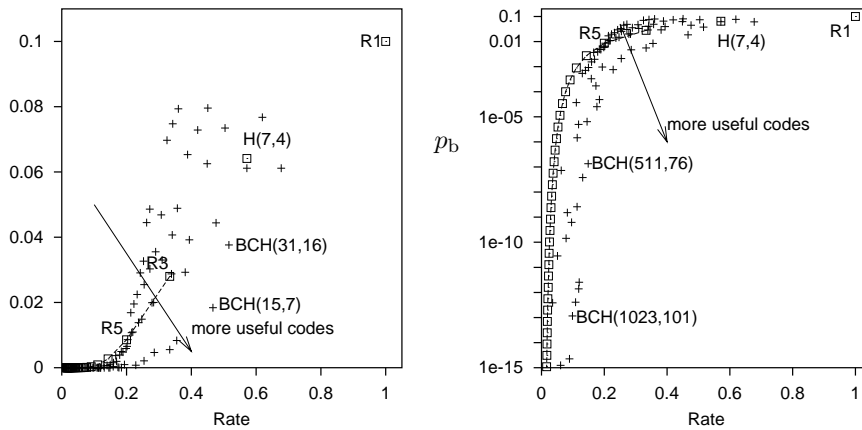 0.1
R1
0.08
H(7,4)
0.06
0.04
BCH(31,16)
R3
0.02
BCH(15,7)
R5
more useful codes
0
0 0.2 0.4 0.6 0.8 1
Rate
p_b
0.1
R5
R1
0.01
H(7,4)
1e-05
more useful codes
BCH(511,76)
1e-10
BCH(1023,101)
1e-15
0 0.2 0.4 0.6 0.8 1
Rate